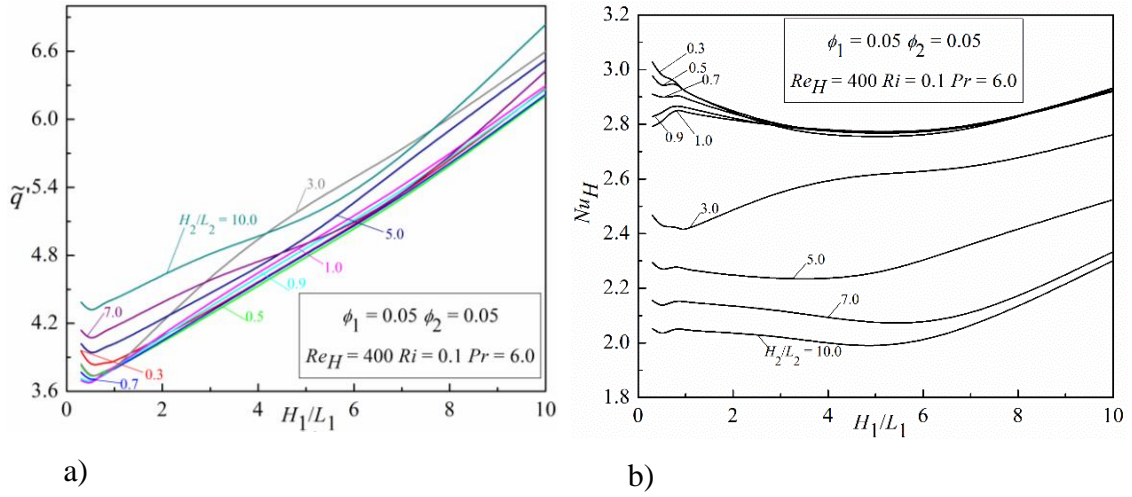 6.6
6.0
5.4
4.8
4.2
3.6
q̃'
3.0
H2/L2 = 10.0
5.0
7.0
1.0
0.9
0.5
0.3
0.7
ϕ1 = 0.05 ϕ2 = 0.05
ReH = 400 Ri = 0.1 Pr = 6.0
0 2 4 6 8 10
H1/L1
a)
3.2
3.0
2.8
2.6
2.4
2.2
2.0
1.8
NuH
ϕ1 = 0.05 ϕ2 = 0.05
ReH = 400 Ri = 0.1 Pr = 6.0
0.3
0.5
0.7
0.9
1.0
3.0
5.0
7.0
H2/L2 = 10.0
0 2 4 6 8 10
H1/L1
b)